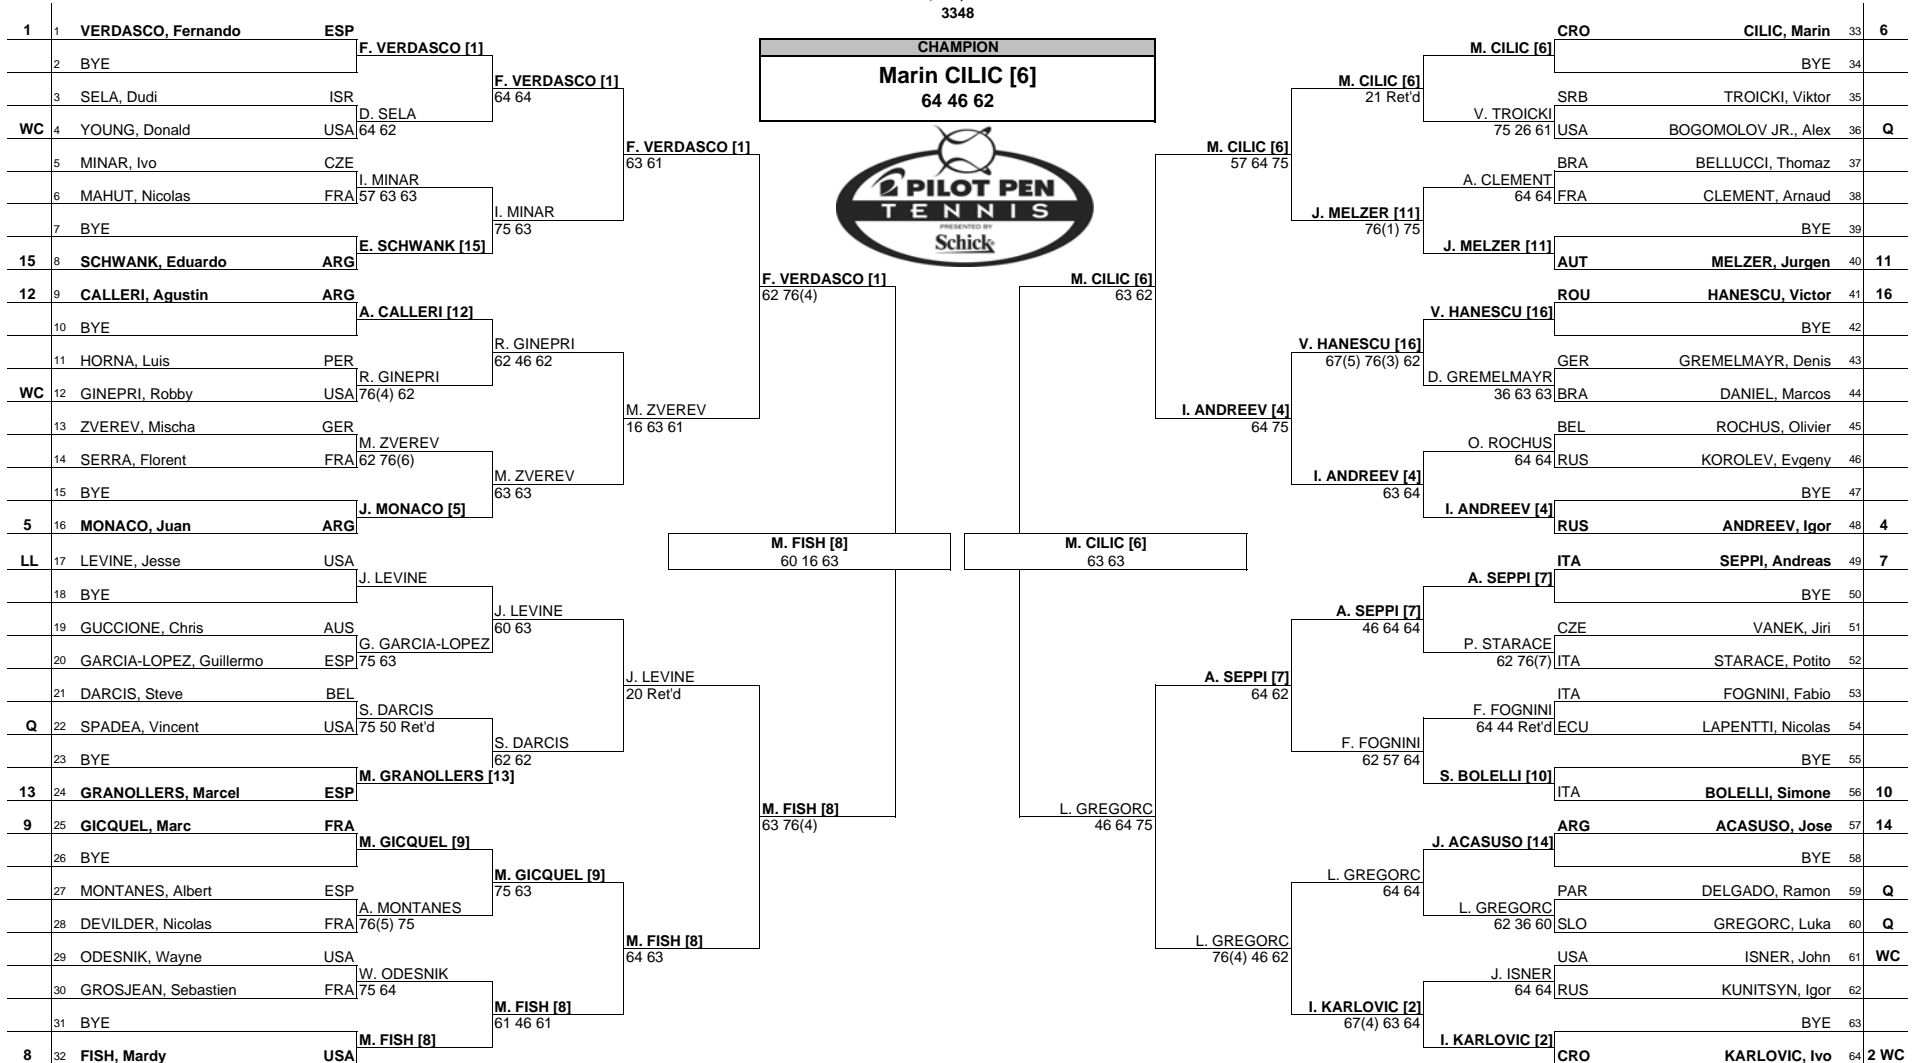 3348
CHAMPION
Marin CILIC [6]
64 46 62
PILOT PEN
TENNIS
PRESENTED BY
Schick
1 1 VERDASCO, Fernando ESP
F. VERDASCO [1]
2 BYE
F. VERDASCO [1]
64 64
3 SELA, Dudi ISR
D. SELA
WC 4 YOUNG, Donald USA 64 62
F. VERDASCO [1]
63 61
5 MINAR, Ivo CZE
I. MINAR
6 MAHUT, Nicolas FRA 57 63 63
I. MINAR
75 63
7 BYE
E. SCHWANK [15]
15 8 SCHWANK, Eduardo ARG
F. VERDASCO [1]
62 76(4)
12 9 CALLERI, Agustin ARG
A. CALLERI [12]
10 BYE
R. GINEPRI
62 46 62
11 HORNA, Luis PER
R. GINEPRI
WC 12 GINEPRI, Robby USA 76(4) 62
M. ZVEREV
16 63 61
13 ZVEREV, Mischa GER
M. ZVEREV
14 SERRA, Florent FRA 62 76(6)
M. ZVEREV
63 63
15 BYE
J. MONACO [5]
5 16 MONACO, Juan ARG
M. FISH [8]
60 16 63
LL 17 LEVINE, Jesse USA
J. LEVINE
18 BYE
J. LEVINE
60 63
19 GUCCIONE, Chris AUS
G. GARCIA-LOPEZ
20 GARCIA-LOPEZ, Guillermo ESP 75 63
J. LEVINE
20 Ret'd
21 DARCIS, Steve BEL
S. DARCIS
Q 22 SPADEA, Vincent USA 75 50 Ret'd
S. DARCIS
62 62
23 BYE
M. GRANOLLERS [13]
13 24 GRANOLLERS, Marcel ESP
M. FISH [8]
63 76(4)
9 25 GICQUEL, Marc FRA
M. GICQUEL [9]
26 BYE
M. GICQUEL [9]
75 63
27 MONTANES, Albert ESP
A. MONTANES
28 DEVILDER, Nicolas FRA 76(5) 75
M. FISH [8]
64 63
29 ODESNIK, Wayne USA
W. ODESNIK
30 GROSJEAN, Sebastien FRA 75 64
M. FISH [8]
61 46 61
31 BYE
M. FISH [8]
8 32 FISH, Mardy USA
CRO CILIC, Marin 33 6
M. CILIC [6]
BYE 34
M. CILIC [6]
21 Ret'd
SRB TROICKI, Viktor 35
V. TROICKI
75 26 61 USA BOGOMOLOV JR., Alex 36 Q
M. CILIC [6]
57 64 75
BRA BELLUCCI, Thomaz 37
A. CLEMENT
64 64 FRA CLEMENT, Arnaud 38
J. MELZER [11]
76(1) 75
BYE 39
J. MELZER [11]
AUT MELZER, Jurgen 40 11
M. CILIC [6]
63 62
ROU HANESCU, Victor 41 16
V. HANESCU [16]
BYE 42
V. HANESCU [16]
67(5) 76(3) 62
GER GREMELMAYR, Denis 43
D. GREMELMAYR
36 63 63 BRA DANIEL, Marcos 44
I. ANDREEV [4]
64 75
BEL ROCHUS, Olivier 45
O. ROCHUS
64 64 RUS KOROLEV, Evgeny 46
I. ANDREEV [4]
63 64
BYE 47
I. ANDREEV [4]
RUS ANDREEV, Igor 48 4
M. CILIC [6]
63 63
ITA SEPPI, Andreas 49 7
A. SEPPI [7]
BYE 50
A. SEPPI [7]
46 64 64
CZE VANEK, Jiri 51
P. STARACE
62 76(7) ITA STARACE, Potito 52
A. SEPPI [7]
64 62
ITA FOGNINI, Fabio 53
F. FOGNINI
64 44 Ret'd ECU LAPENTTI, Nicolas 54
F. FOGNINI
62 57 64
BYE 55
S. BOLELLI [10]
ITA BOLELLI, Simone 56 10
L. GREGORC
46 64 75
ARG ACASUSO, Jose 57 14
J. ACASUSO [14]
BYE 58
L. GREGORC
64 64
PAR DELGADO, Ramon 59 Q
L. GREGORC
62 36 60 SLO GREGORC, Luka 60 Q
L. GREGORC
76(4) 46 62
USA ISNER, John 61 WC
J. ISNER
64 64 RUS KUNITSYN, Igor 62
I. KARLOVIC [2]
67(4) 63 64
BYE 63
I. KARLOVIC [2]
CRO KARLOVIC, Ivo 64 2 WC